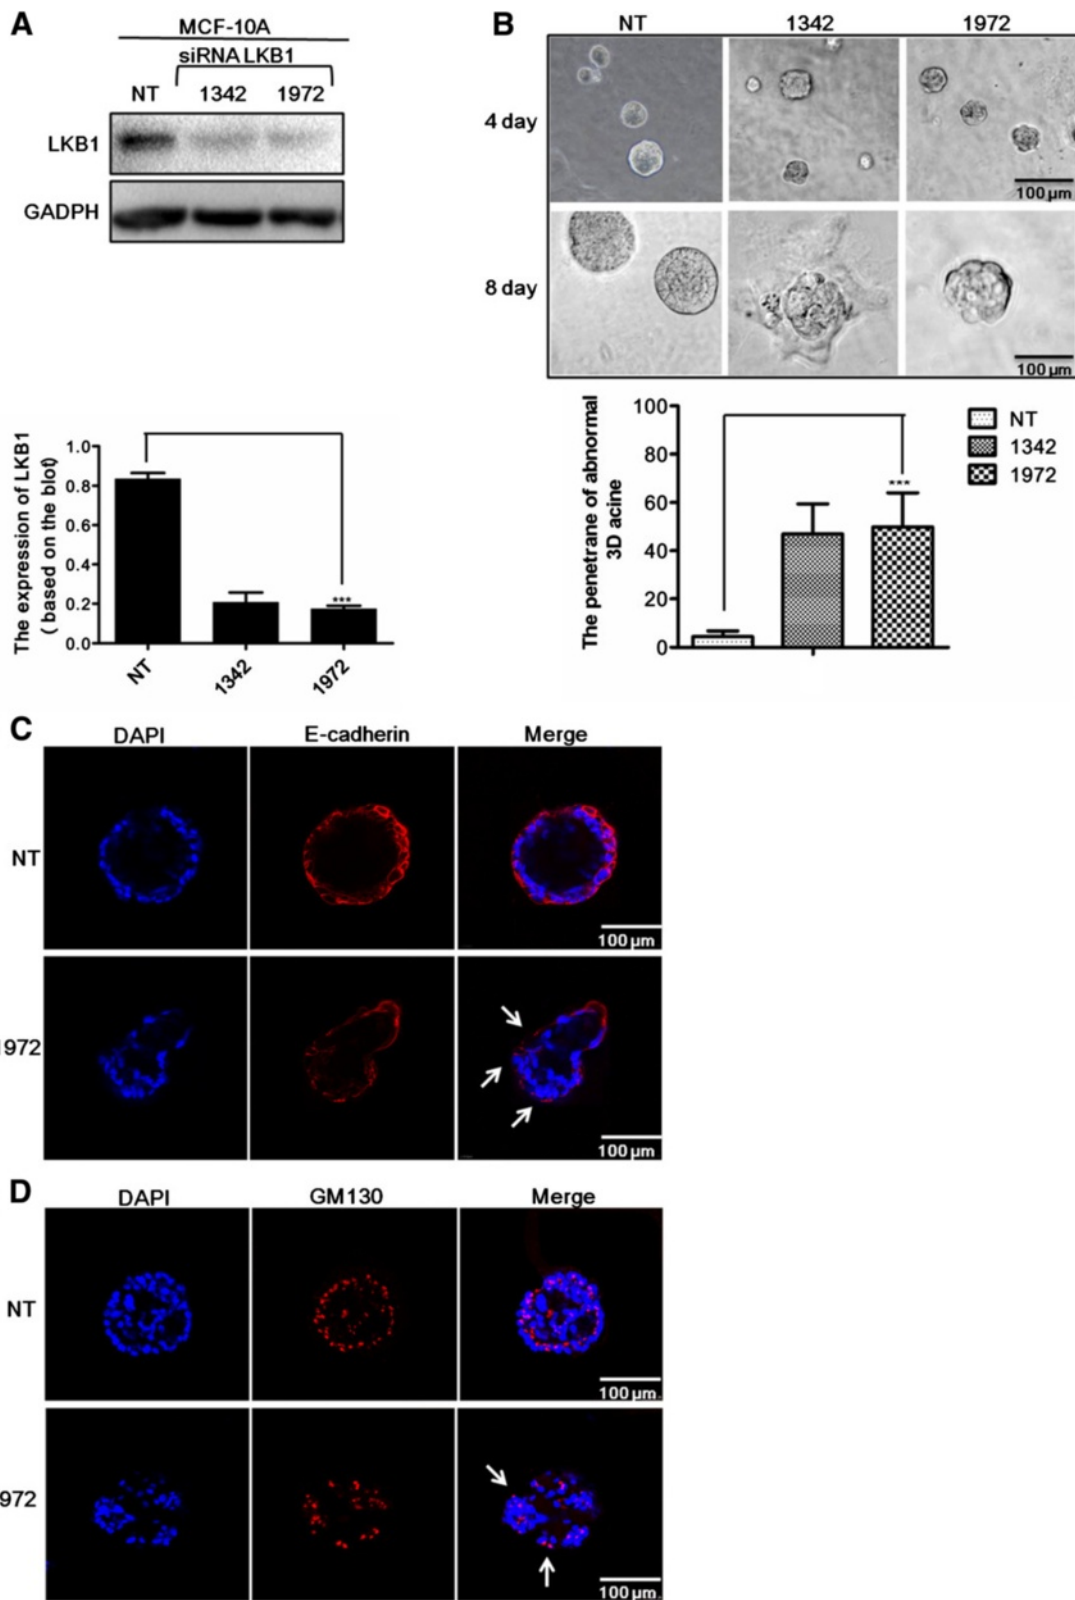 A
MCF-10A
siRNA LKB1
NT 1342 1972
LKB1
GADPH
The expression of LKB1
( based on the blot)
1.0
0.8
0.6
0.4
0.2
0.0
***
NT 1342 1972
B
NT 1342 1972
4 day
100 μm
8 day
100 μm
The penetrane of abnormal
3D acine
100
80
60
40
20
0
***
NT
1342
1972
C
DAPI E-cadherin Merge
NT
100 μm
1972
100 μm
D
DAPI GM130 Merge
NT
100 μm
972
100 μm